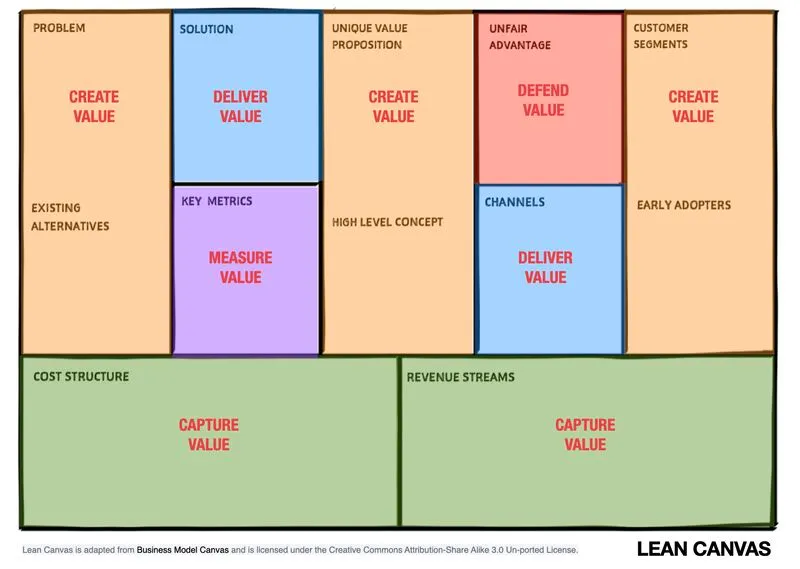 PROBLEM
CREATE
VALUE
EXISTING
ALTERNATIVES
SOLUTION
DELIVER
VALUE
KEY METRICS
MEASURE
VALUE
UNIQUE VALUE
PROPOSITION
CREATE
VALUE
HIGH LEVEL CONCEPT
UNFAIR
ADVANTAGE
DEFEND
VALUE
CHANNELS
DELIVER
VALUE
CUSTOMER
SEGMENTS
CREATE
VALUE
EARLY ADOPTERS
COST STRUCTURE
CAPTURE
VALUE
REVENUE STREAMS
CAPTURE
VALUE
Lean Canvas is adapted from Business Model Canvas and is licensed under the Creative Commons Attribution-Share Alike 3.0 Un-ported License.
LEAN CANVAS